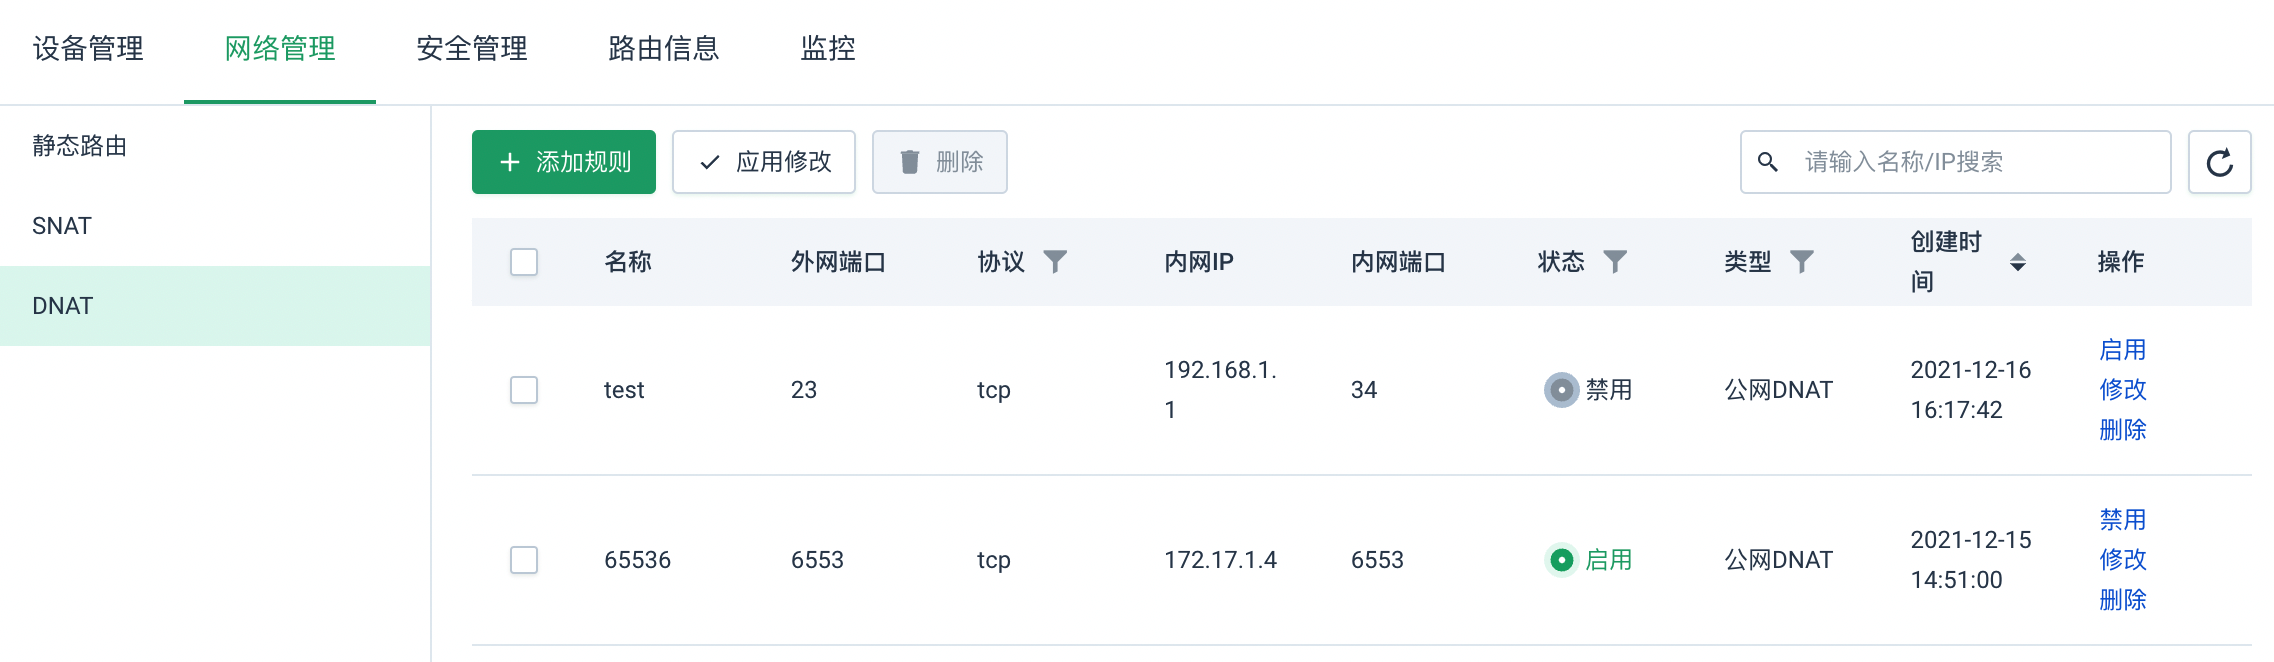 设备管理 网络管理 安全管理 路由信息 监控
静态路由
SNAT
DNAT
添加规则 应用修改 删除 请输入名称/IP搜索
名称 外网端口 协议 内网IP 内网端口 状态 类型 创建时
间 操作
test 23 tcp 192.168.1.
1 34 禁用 公网DNAT 2021-12-16
16:17:42 启用
修改
删除
65536 6553 tcp 172.17.1.4 6553 启用 公网DNAT 2021-12-15
14:51:00 禁用
修改
删除